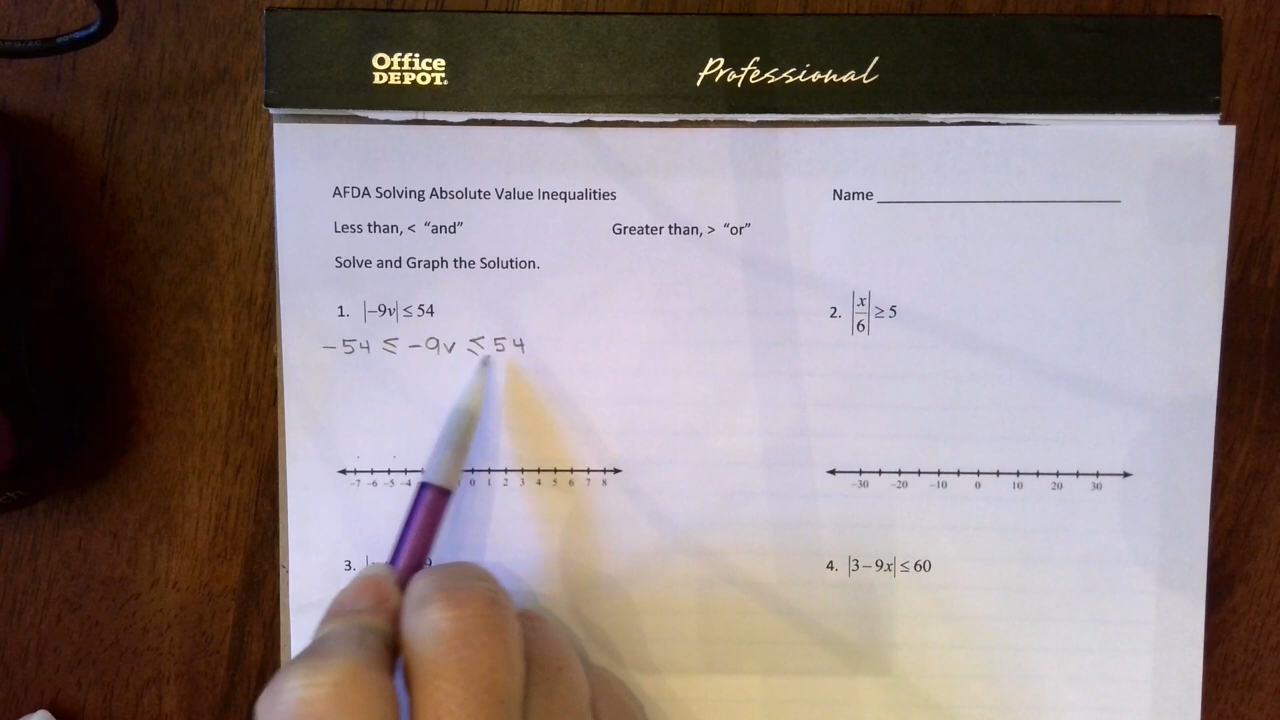 Office
DEPOT.
Professional
AFDA Solving Absolute Value Inequalities
Name
Less than, < “and”
Greater than, > “or”
Solve and Graph the Solution.
1. |−9v| ≤ 54
2. |x/6| ≥ 5
-54 ≤ -9v ≤ 54
-7 -6 -5 -4 0 1 2 3 4 5 6 7 8
-30 -20 -10 0 10 20 30
3.
4. |3−9x| ≤ 60